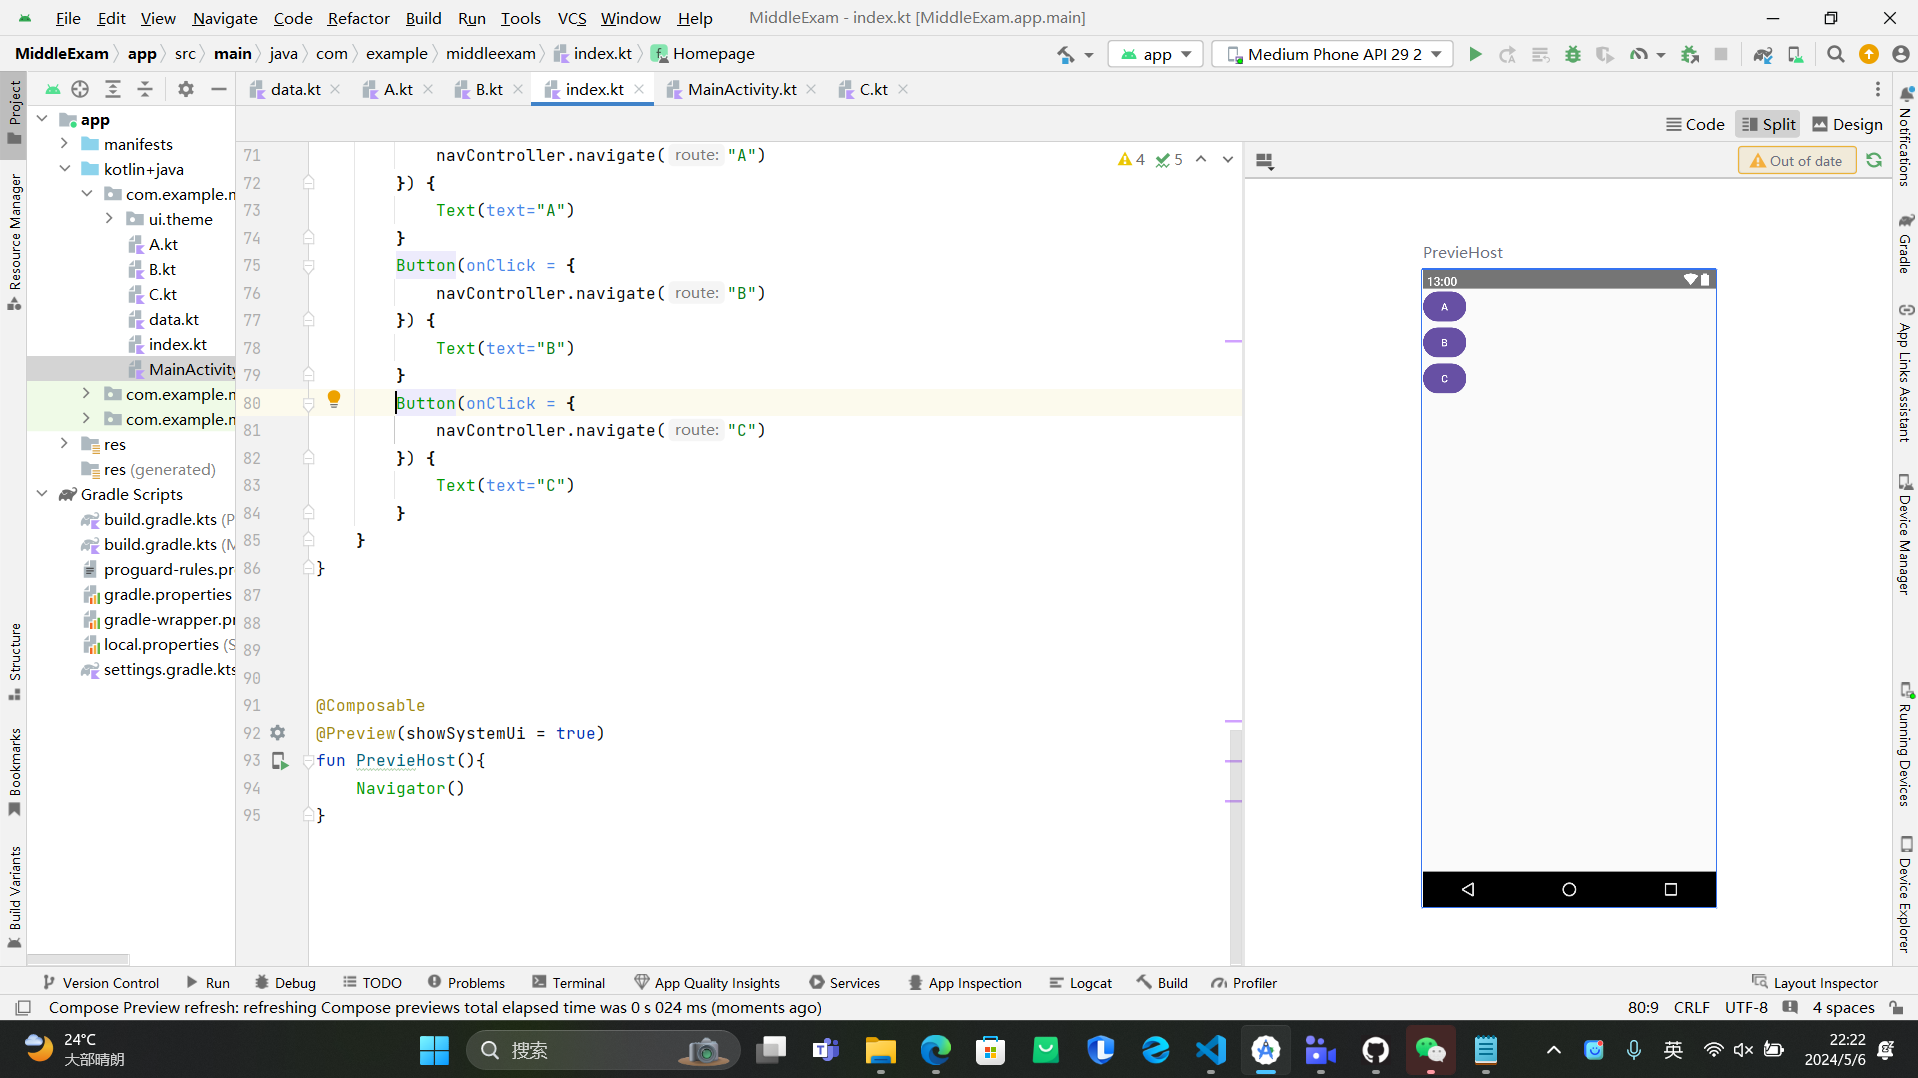 File Edit View Navigate Code Refactor Build Run Tools VCS Window Help MiddleExam - index.kt [MiddleExam.app.main]
MiddleExam app src main java com example middleexam index.kt Homepage app Medium Phone API 29 2
data.kt A.kt B.kt index.kt MainActivity.kt C.kt
Code Split Design
4 5
Out of date
Project
Resource Manager
Structure
Bookmarks
Build Variants
app
manifests
kotlin+java
com.example.m
ui.theme
A.kt
B.kt
C.kt
data.kt
index.kt
MainActivity
com.example.m
com.example.m
res
res (generated)
Gradle Scripts
build.gradle.kts (P
build.gradle.kts (M
proguard-rules.pr
gradle.properties
gradle-wrapper.pr
local.properties (S
settings.gradle.kts
71 navController.navigate( route: "A")
72 }) {
73 Text(text="A")
74 }
75 Button(onClick = {
76 navController.navigate( route: "B")
77 }) {
78 Text(text="B")
79 }
80 Button(onClick = {
81 navController.navigate( route: "C")
82 }) {
83 Text(text="C")
84 }
85 }
86 }
87
88
89
90
91 @Composable
92 @Preview(showSystemUi = true)
93 fun PrevieHost(){
94 Navigator()
95 }
PrevieHost
13:00
A
B
C
Notifications
Gradle
App Links Assistant
Device Manager
Running Devices
Device Explorer
Version Control Run Debug TODO Problems Terminal App Quality Insights Services App Inspection Logcat Build Profiler Layout Inspector
Compose Preview refresh: refreshing Compose previews total elapsed time was 0 s 024 ms (moments ago) 80:9 CRLF UTF-8 4 spaces
24°C
大部晴朗
搜索
英
22:22
2024/5/6